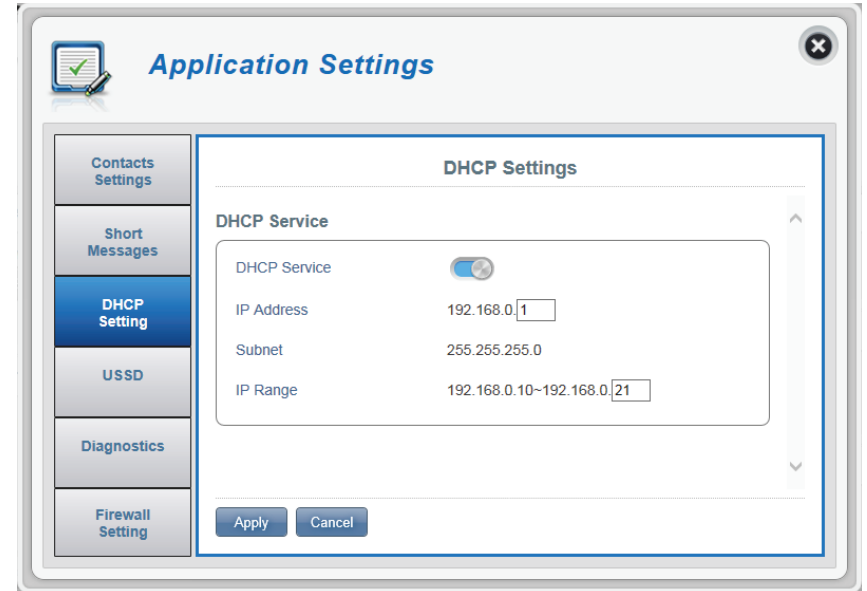 Application Settings
Contacts
Settings
Short
Messages
DHCP
Setting
USSD
Diagnostics
Firewall
Setting
DHCP Settings
DHCP Service
DHCP Service
IP Address 192.168.0.1
Subnet 255.255.255.0
IP Range 192.168.0.10~192.168.0.21
Apply Cancel